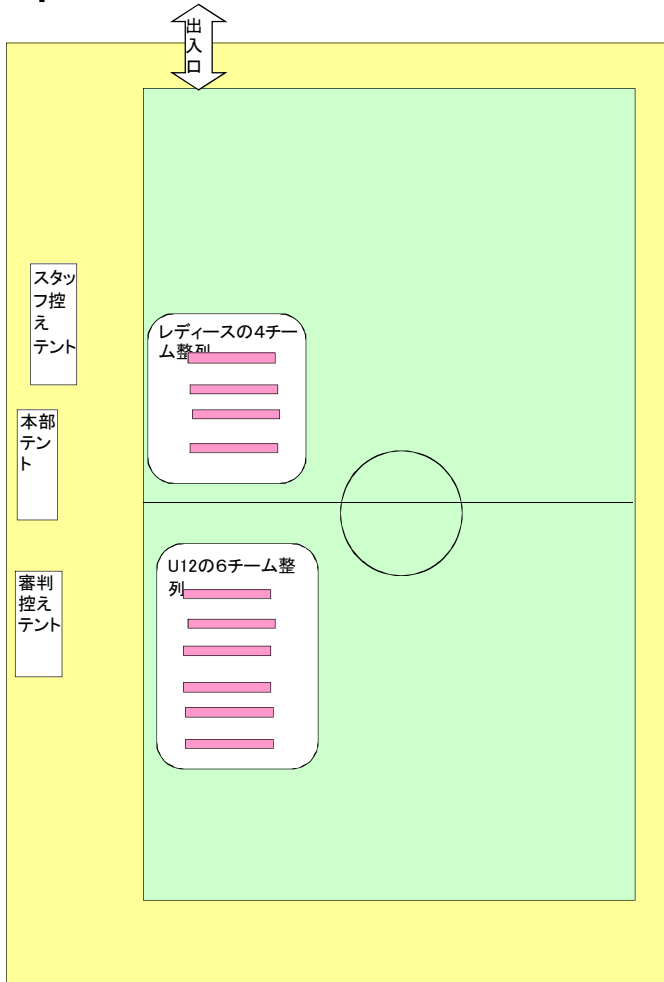 出
入
口
スタッ
フ控
え
テント
レディースの4チー
ム整列
本部
テン
ト
U12の6チーム整
列
審判
控え
テント